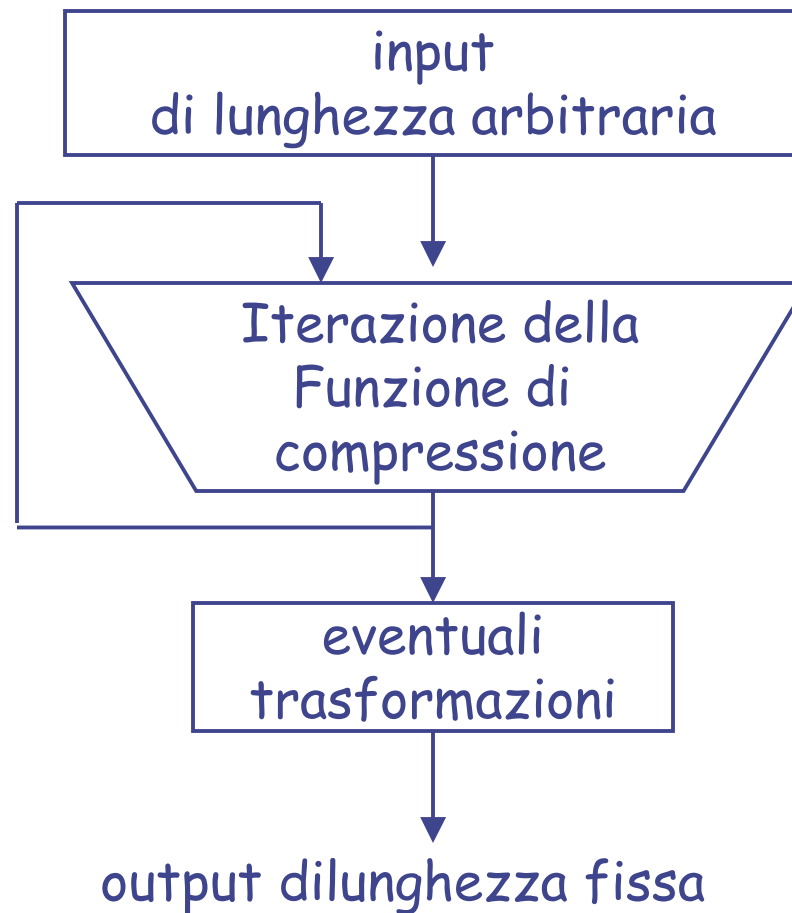 input
di lunghezza arbitraria
Iterazione della
Funzione di
compressione
eventuali
trasformazioni
output dilunghezza fissa